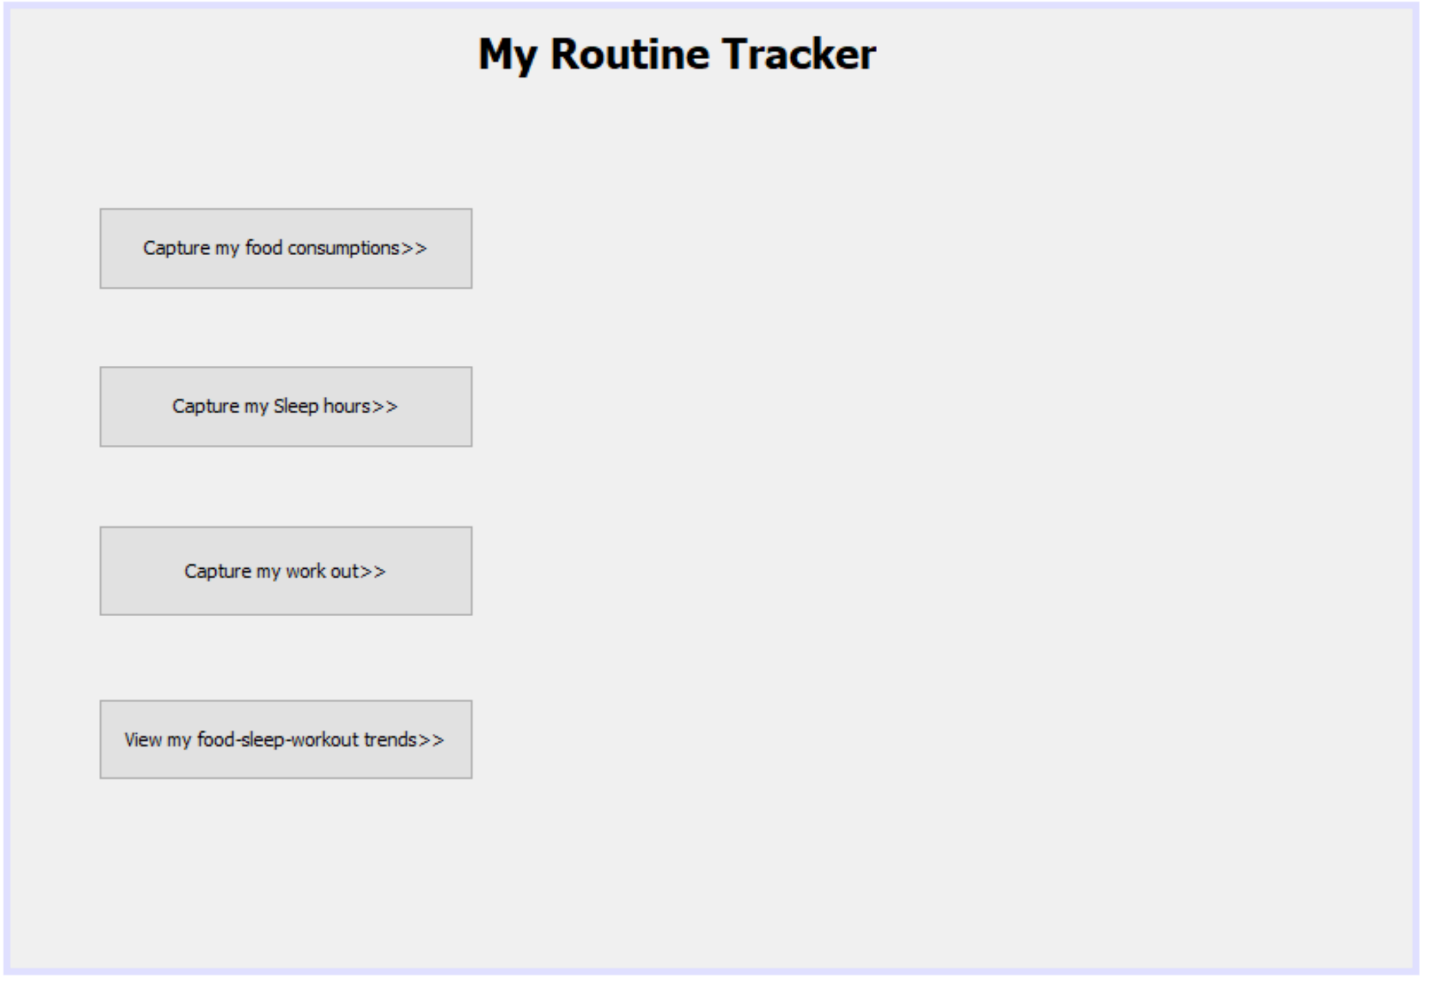 My Routine Tracker
Capture my food consumptions>>
Capture my Sleep hours>>
Capture my work out>>
View my food-sleep-workout trends>>